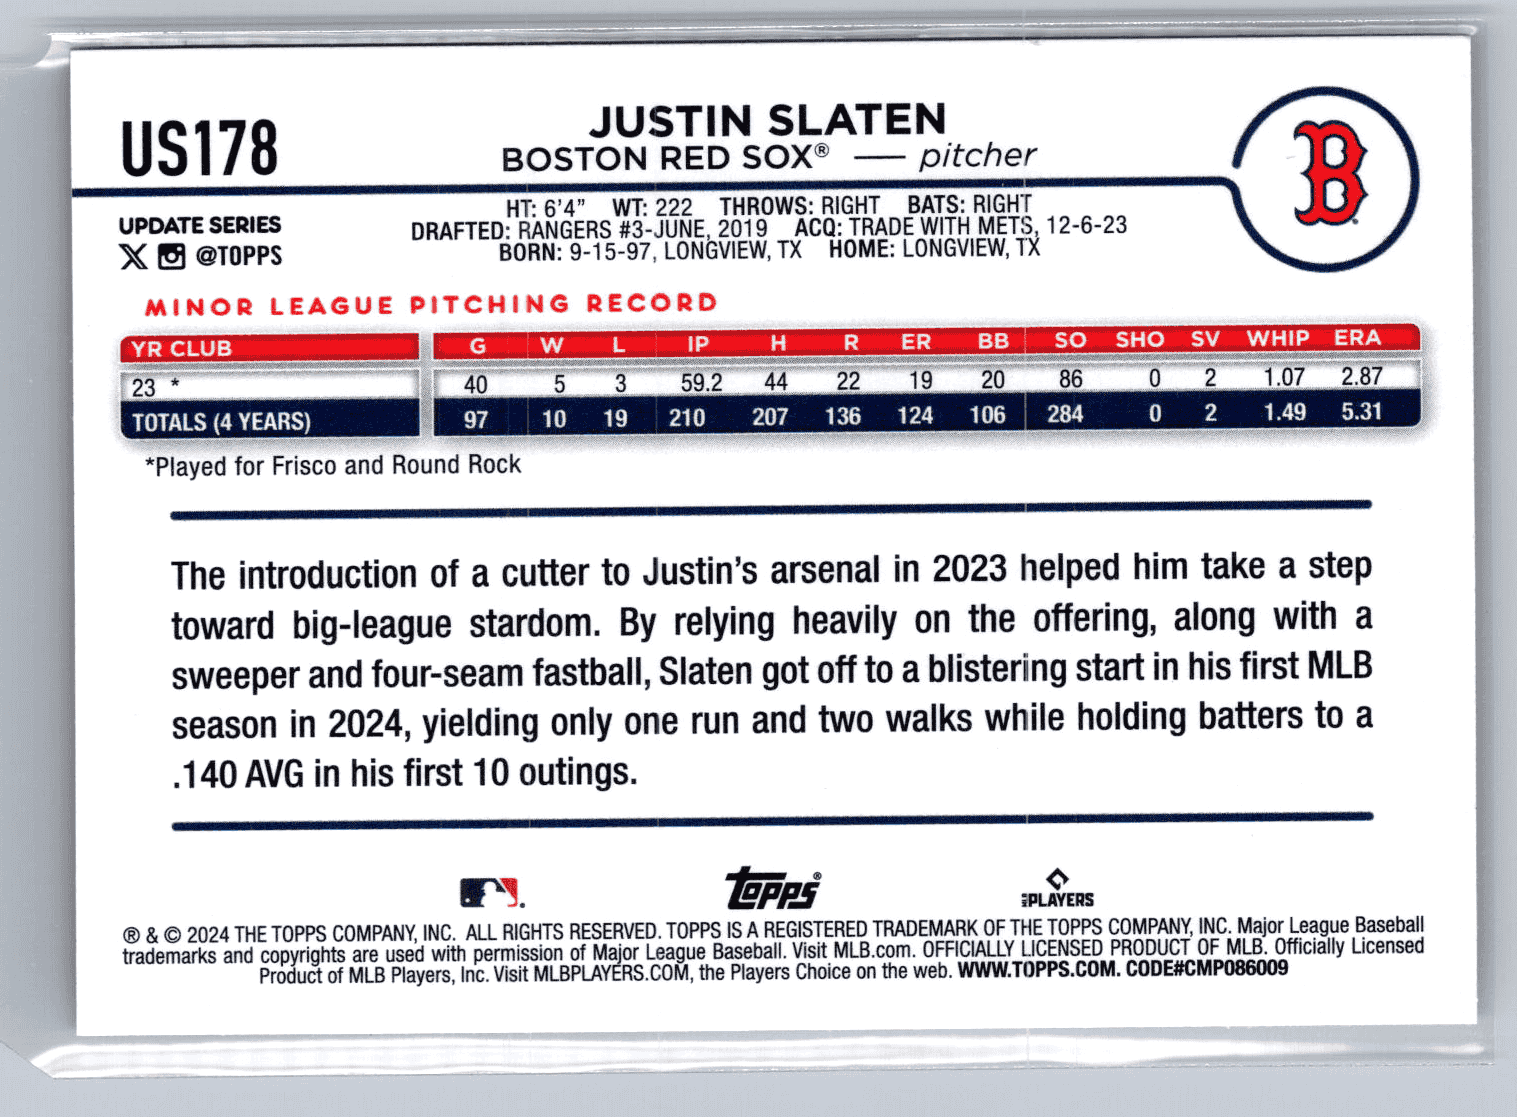 US178
JUSTIN SLATEN
BOSTON RED SOX® — pitcher
B
UPDATE SERIES
@TOPPS
HT: 6'4" WT: 222 THROWS: RIGHT BATS: RIGHT
DRAFTED: RANGERS #3-JUNE, 2019 ACQ: TRADE WITH METS, 12-6-23
BORN: 9-15-97, LONGVIEW, TX HOME: LONGVIEW, TX
MINOR LEAGUE PITCHING RECORD
YR CLUB G W L IP H R ER BB SO SHO SV WHIP ERA
23 * 40 5 3 59.2 44 22 19 20 86 0 2 1.07 2.87
TOTALS (4 YEARS) 97 10 19 210 207 136 124 106 284 0 2 1.49 5.31
*Played for Frisco and Round Rock
The introduction of a cutter to Justin's arsenal in 2023 helped him take a step
toward big-league stardom. By relying heavily on the offering, along with a
sweeper and four-seam fastball, Slaten got off to a blistering start in his first MLB
season in 2024, yielding only one run and two walks while holding batters to a
.140 AVG in his first 10 outings.
Topps®
MLB PLAYERS
® & © 2024 THE TOPPS COMPANY, INC. ALL RIGHTS RESERVED. TOPPS IS A REGISTERED TRADEMARK OF THE TOPPS COMPANY, INC. Major League Baseball
trademarks and copyrights are used with permission of Major League Baseball. Visit MLB.com. OFFICIALLY LICENSED PRODUCT OF MLB. Officially Licensed
Product of MLB Players, Inc. Visit MLBPLAYERS.COM, the Players Choice on the web. WWW.TOPPS.COM. CODE#CMP086009